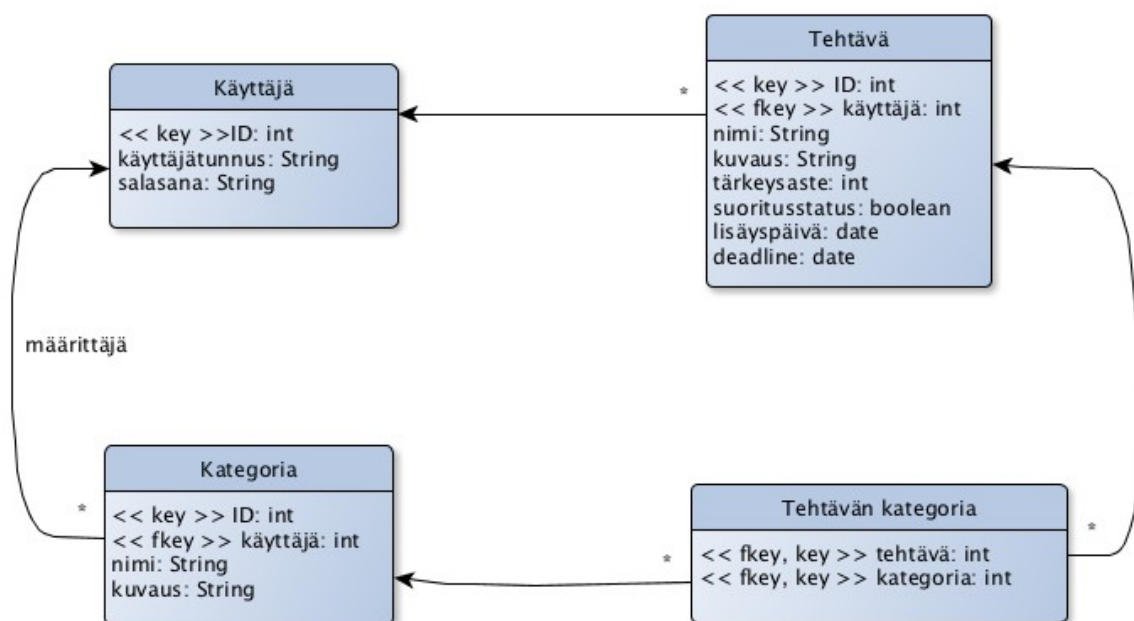 Käyttäjä
<< key >>ID: int
käyttäjätunnus: String
salasana: String
*
Tehtävä
<< key >> ID: int
<< fkey >> käyttäjä: int
nimi: String
kuvaus: String
tärkeysaste: int
suoritusstatus: boolean
lisäyspäivä: date
deadline: date
määrittäjä
*
Kategoria
<< key >> ID: int
<< fkey >> käyttäjä: int
nimi: String
kuvaus: String
*
Tehtävän kategoria
<< fkey, key >> tehtävä: int
<< fkey, key >> kategoria: int
*